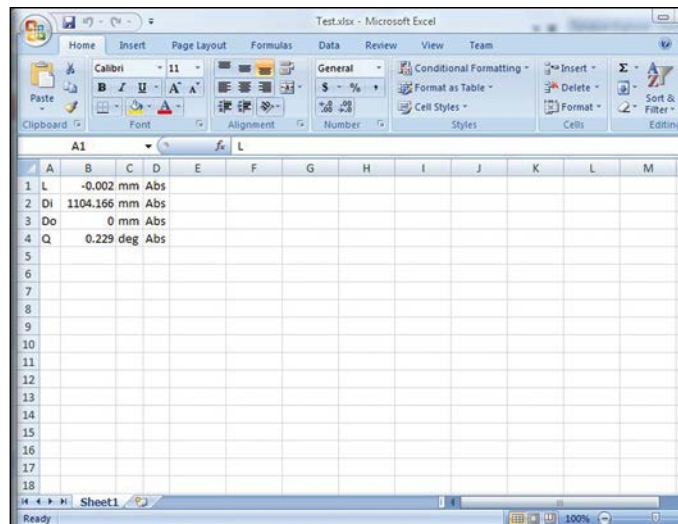 Test.xlsx - Microsoft Excel
Home Insert Page Layout Formulas Data Review View Team
Paste
Calibri 11
B I U A A
A
General
$ % ,
.00 .00
Conditional Formatting
Format as Table
Cell Styles
Insert
Delete
Format
Σ
Sort &
Filter
Clipboard Font Alignment Number Styles Cells Editing
A1 fx L
A B C D E F G H I J K L M
1 L -0.002 mm Abs
2 Di 1104.166 mm Abs
3 Do 0 mm Abs
4 Q 0.229 deg Abs
5
6
7
8
9
10
11
12
13
14
15
16
17
18
Sheet1
Ready 100%